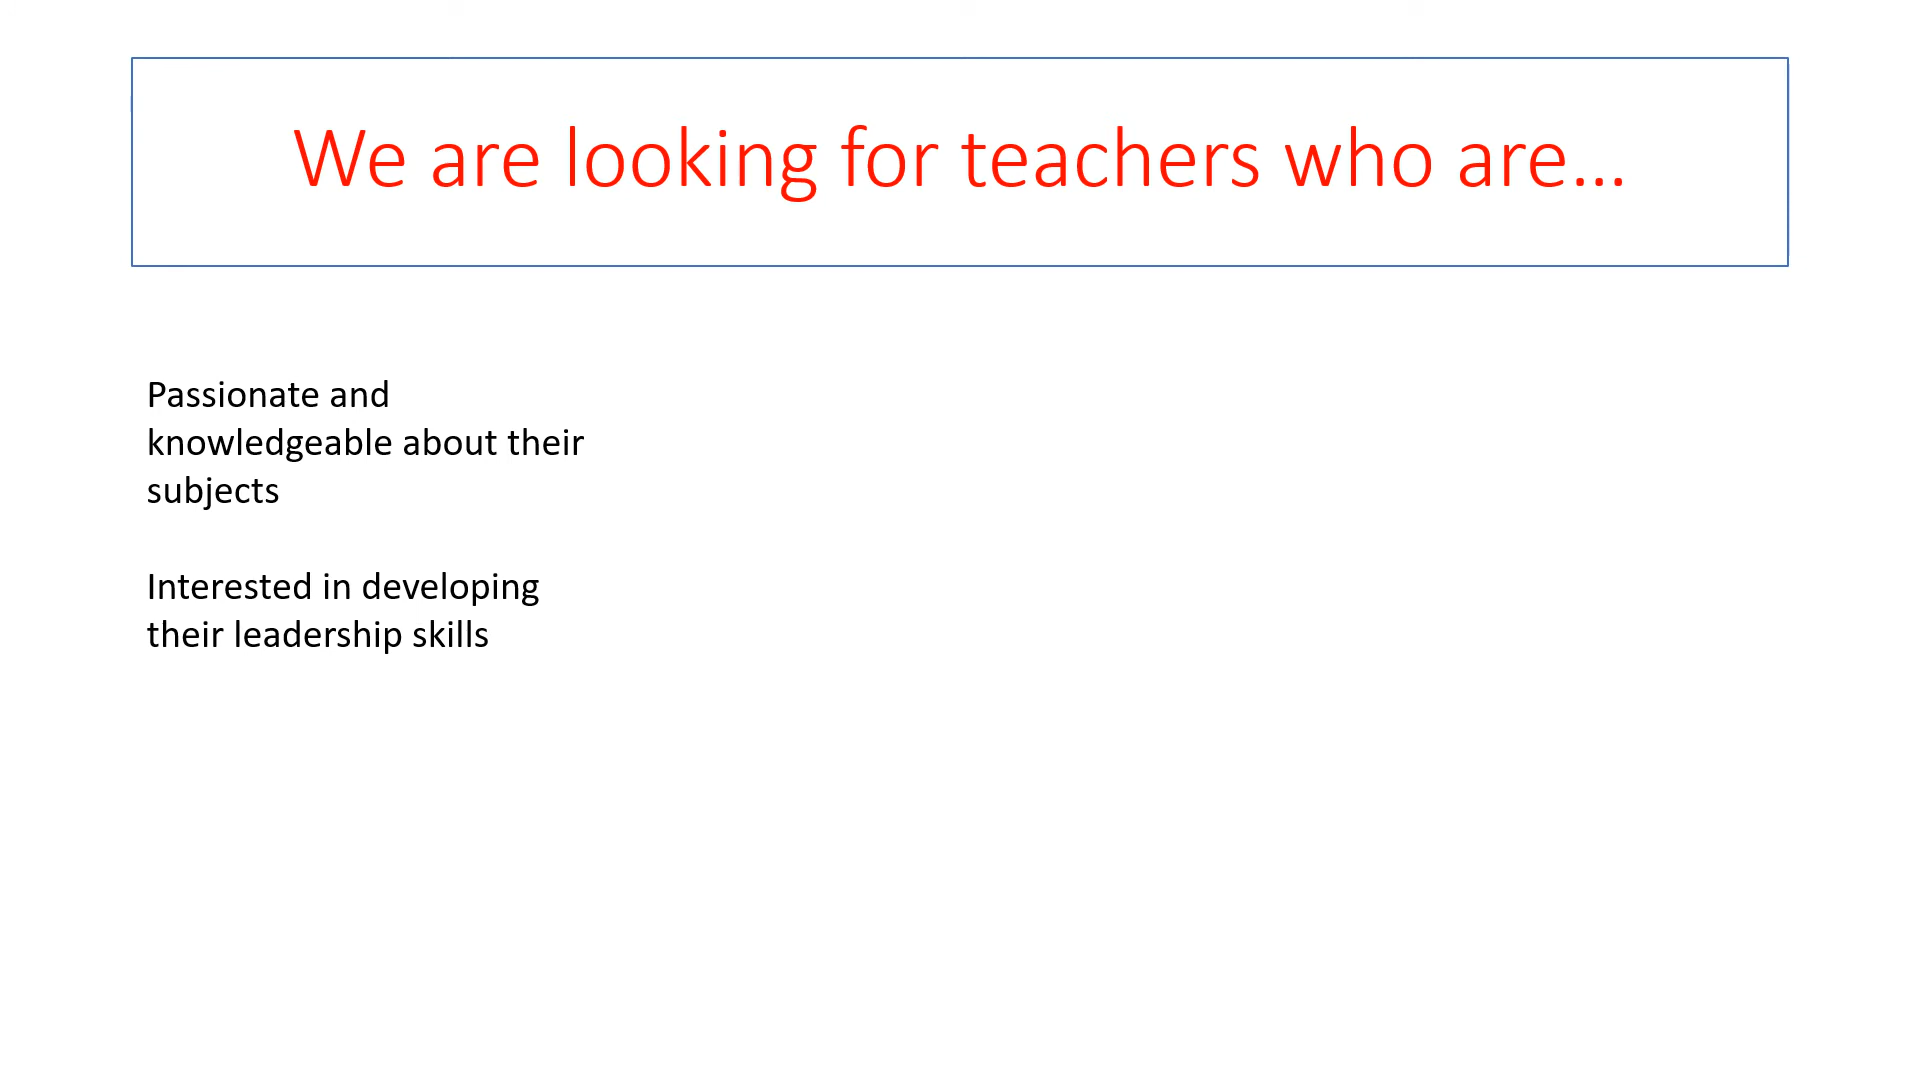 We are looking for teachers who are...
Passionate and
knowledgeable about their
subjects
Interested in developing
their leadership skills